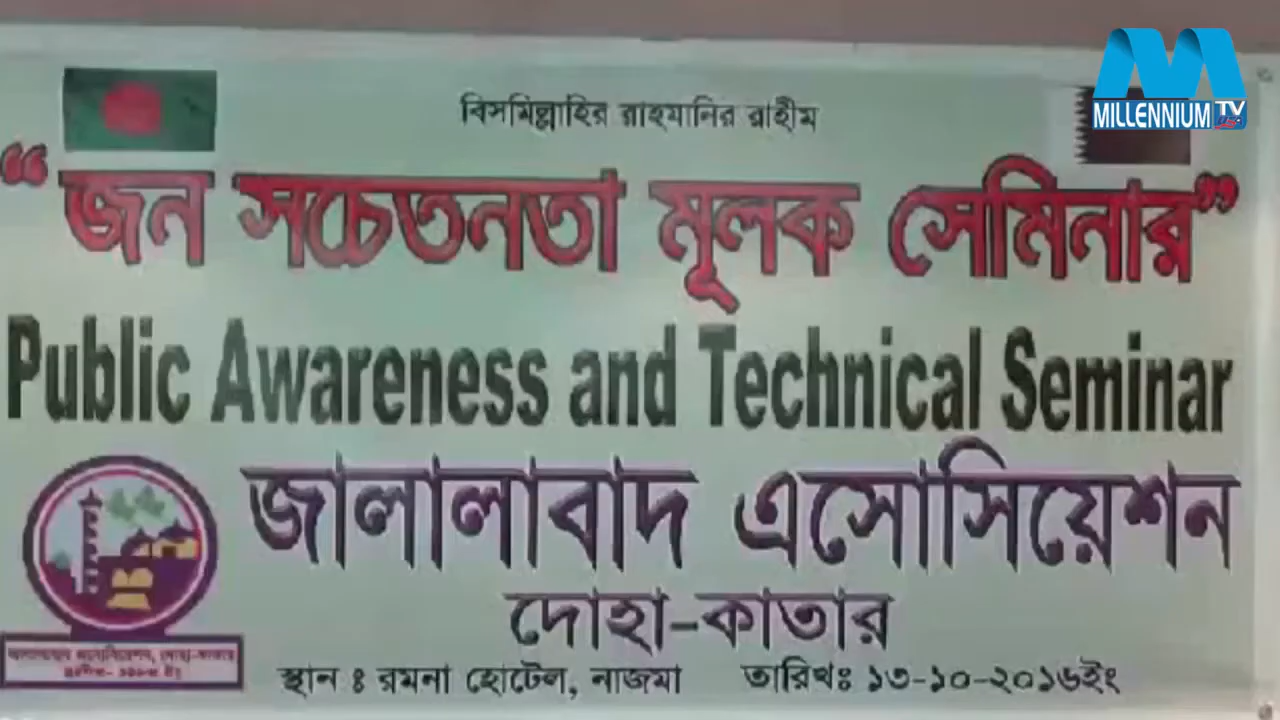 বিসমিল্লাহির রাহমানির রাহীম
MILLENNIUM TV
“জন সচেতনতা মূলক সেমিনার”
Public Awareness and Technical Seminar
জালালাবাদ এসোসিয়েশন
দোহা-কাতার
স্থান ঃ রমনা হোটেল, নাজমা তারিখঃ ১৩-১০-২০১৬ইং